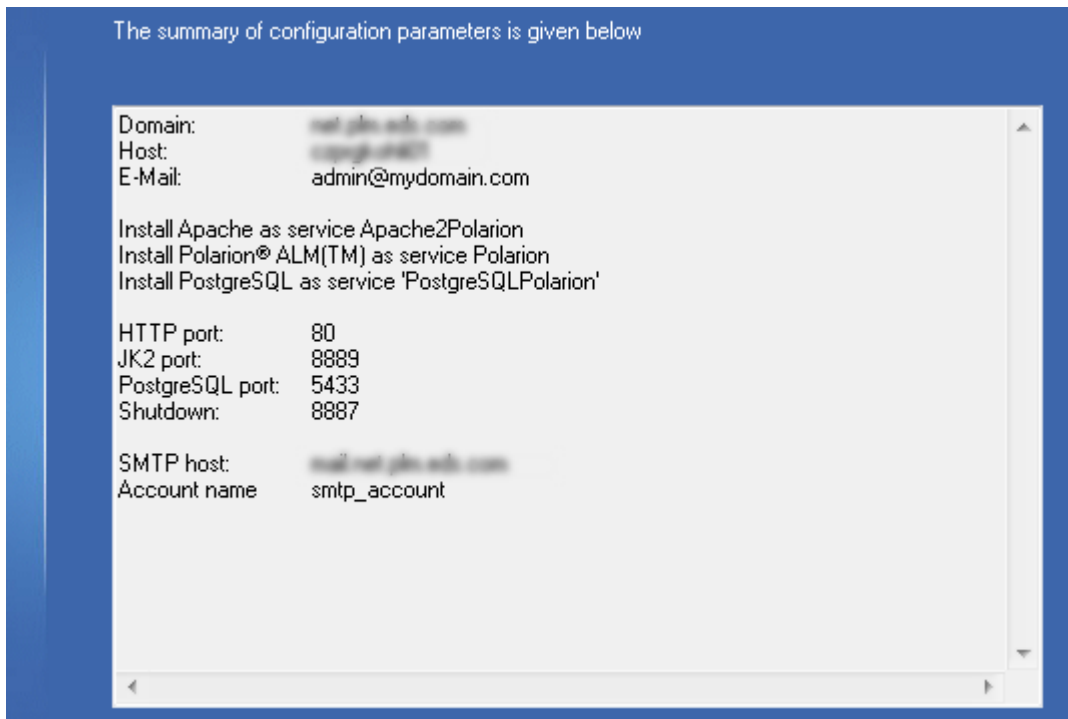 The summary of configuration parameters is given below
Domain:
Host:
E-Mail: admin@mydomain.com
Install Apache as service Apache2Polarion
Install Polarion® ALM(TM) as service Polarion
Install PostgreSQL as service 'PostgreSQLPolarion'
HTTP port: 80
JK2 port: 8889
PostgreSQL port: 5433
Shutdown: 8887
SMTP host:
Account name smtp_account